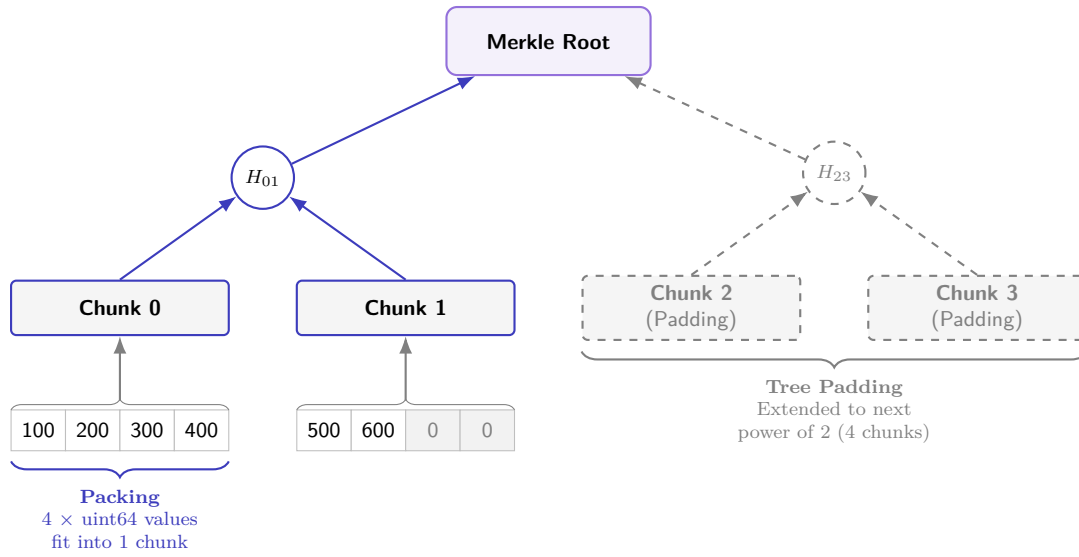 Merkle Root
H01
H23
Chunk 0
Chunk 1
Chunk 2
(Padding)
Chunk 3
(Padding)
100 200 300 400
500 600 0 0
Tree Padding
Extended to next
power of 2 (4 chunks)
Packing
4 × uint64 values
fit into 1 chunk